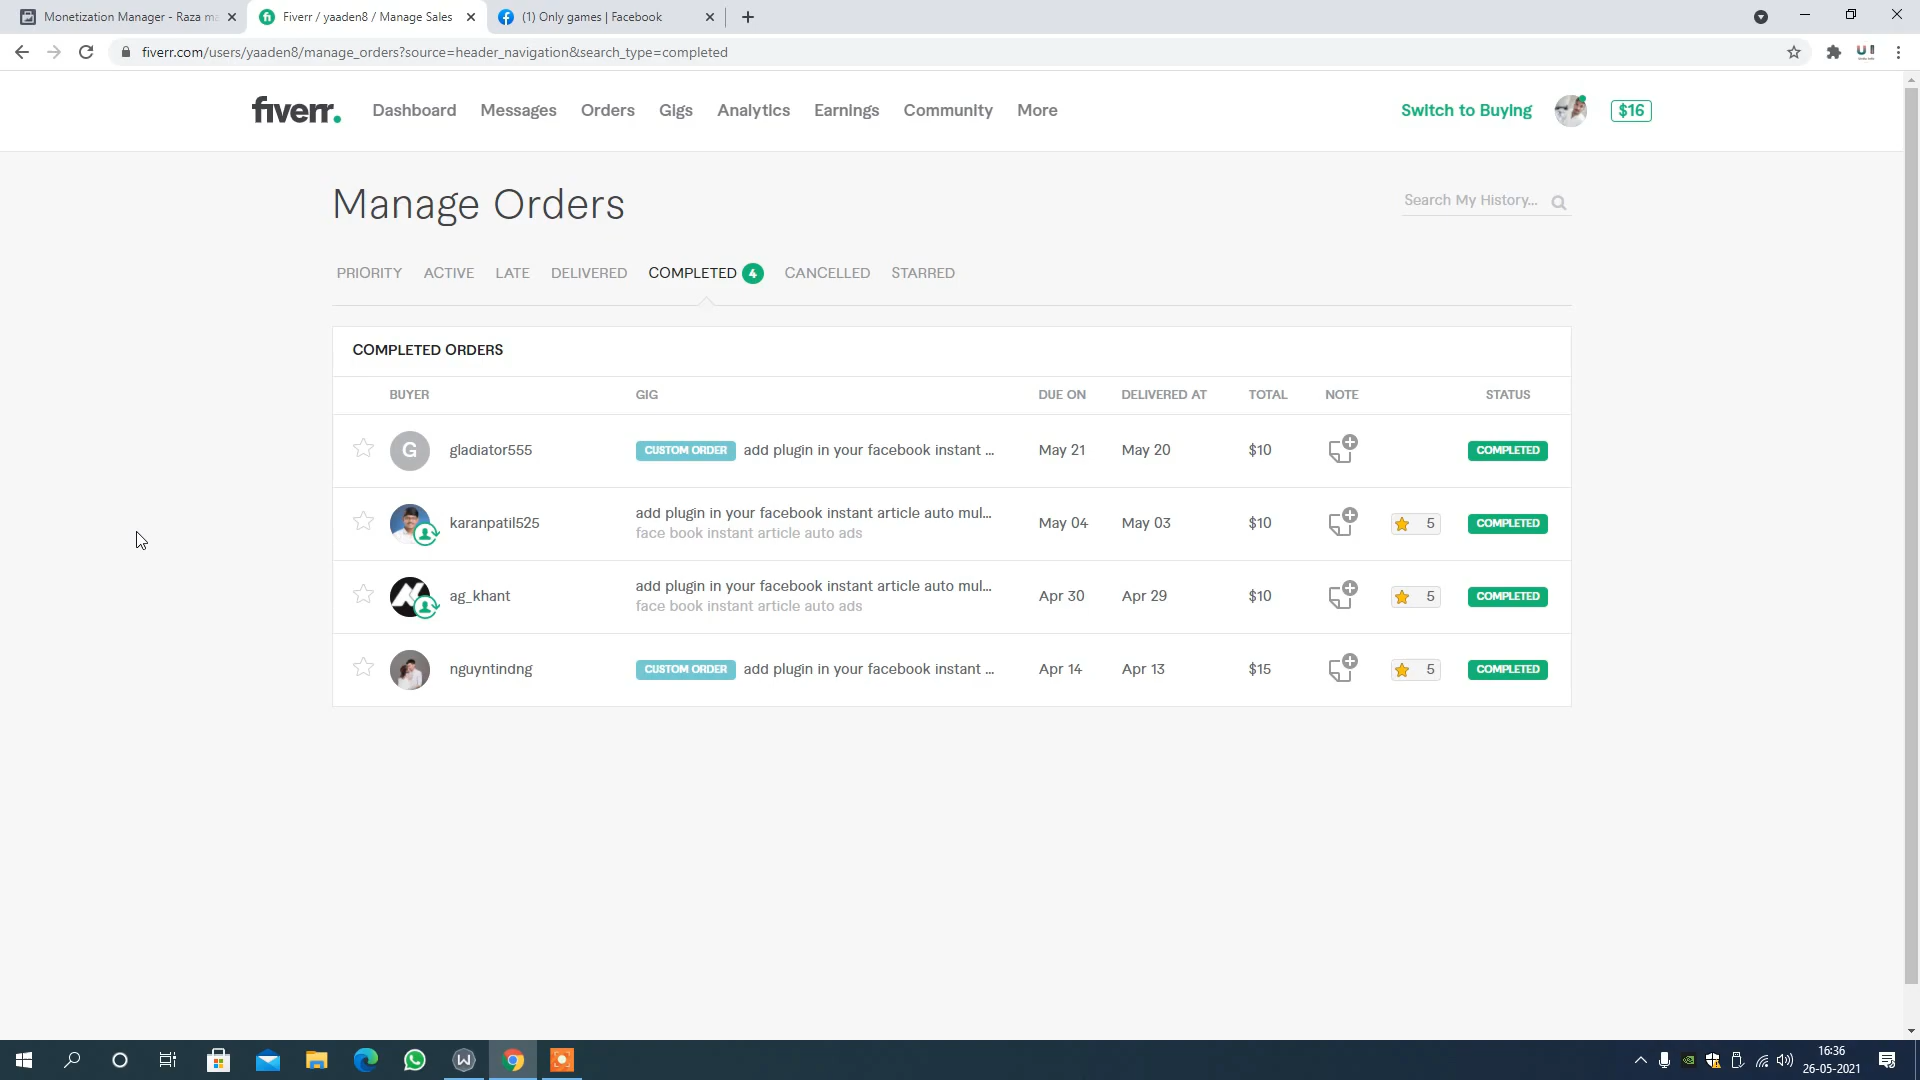 Monetization Manager - Raza ma
Fiverr / yaaden8 / Manage Sales
(1) Only games | Facebook
fiverr.com/users/yaaden8/manage_orders?source=header_navigation&search_type=completed
fiverr.
Dashboard
Messages
Orders
Gigs
Analytics
Earnings
Community
More
Switch to Buying
$16
Manage Orders
Search My History...
PRIORITY
ACTIVE
LATE
DELIVERED
COMPLETED 4
CANCELLED
STARRED
COMPLETED ORDERS
BUYER GIG DUE ON DELIVERED AT TOTAL NOTE STATUS
G gladiator555 CUSTOM ORDER add plugin in your facebook instant ... May 21 May 20 $10 COMPLETED
karanpatil525 add plugin in your facebook instant article auto mul... May 04 May 03 $10 5 COMPLETED
face book instant article auto ads
ag_khant add plugin in your facebook instant article auto mul... Apr 30 Apr 29 $10 5 COMPLETED
face book instant article auto ads
nguyntindng CUSTOM ORDER add plugin in your facebook instant ... Apr 14 Apr 13 $15 5 COMPLETED
16:36
26-05-2021